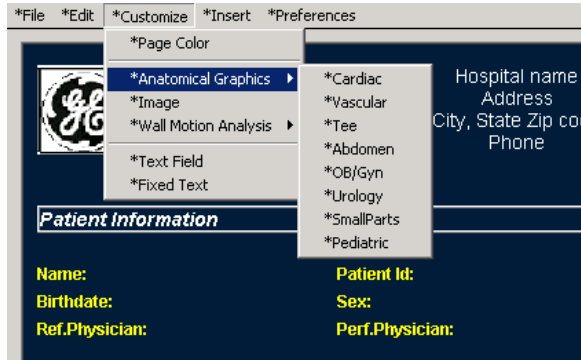 *File *Edit *Customize *Insert *Preferences
*Page Color
*Anatomical Graphics
*Image
*Wall Motion Analysis
*Text Field
*Fixed Text
*Cardiac
*Vascular
*Tee
*Abdomen
*OB/Gyn
*Urology
*SmallParts
*Pediatric
GE
Hospital name
Address
City, State Zip co
Phone
Patient Information
Name: Patient Id:
Birthdate: Sex:
Ref.Physician: Perf.Physician: